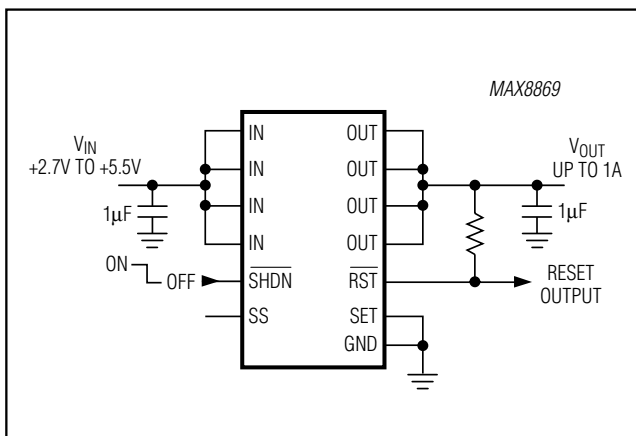 MAX8869
VIN
+2.7V TO +5.5V
1µF
ON
OFF
IN
IN
IN
IN
SHDN
SS
OUT
OUT
OUT
OUT
RST
SET
GND
VOUT
UP TO 1A
1µF
RESET
OUTPUT